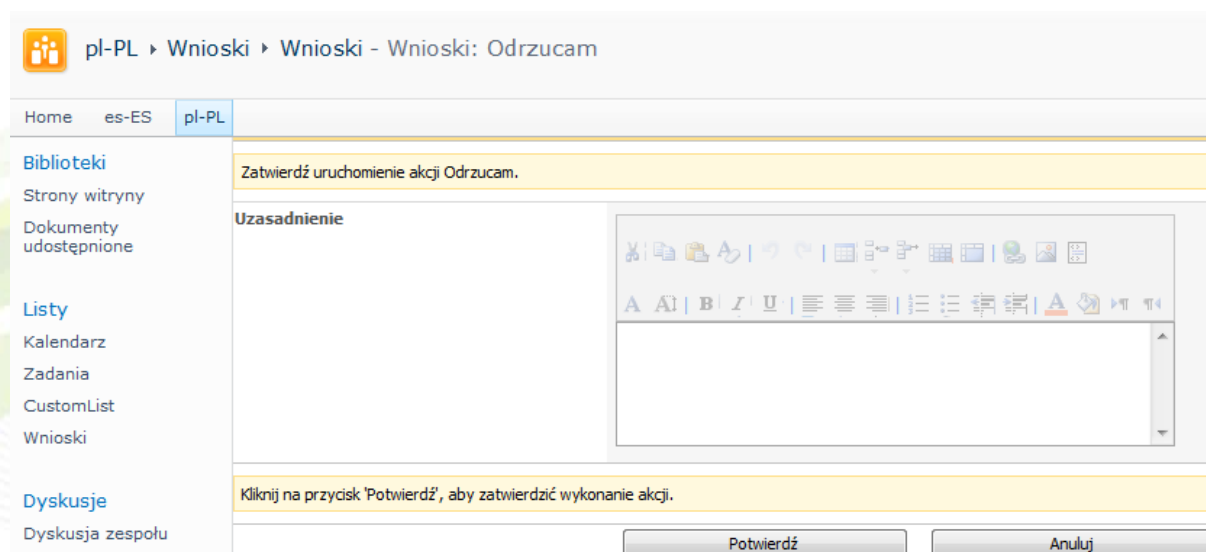 pl-PL ▸ Wnioski ▸ Wnioski - Wnioski: Odrzucam
Home es-ES pl-PL
Biblioteki
Strony witryny
Dokumenty
udostępnione
Listy
Kalendarz
Zadania
CustomList
Wnioski
Dyskusje
Dyskusja zespołu
Zatwierdź uruchomienie akcji Odrzucam.
Uzasadnienie
Kliknij na przycisk 'Potwierdź', aby zatwierdzić wykonanie akcji.
Potwierdź Anuluj